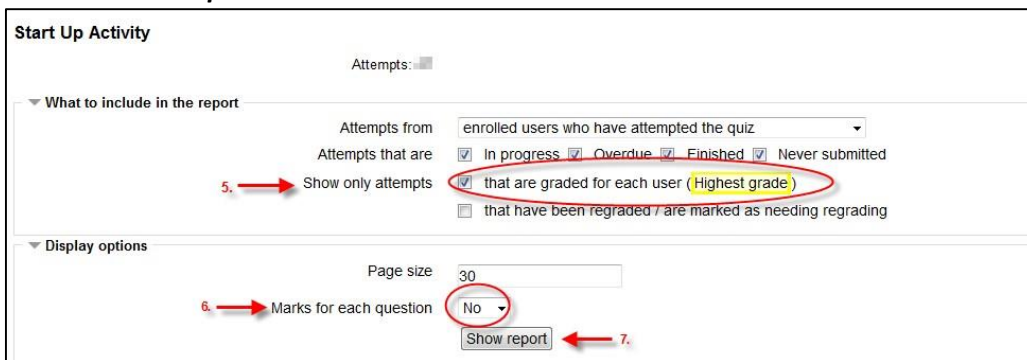 Start Up Activity
Attempts:
What to include in the report
Attempts from enrolled users who have attempted the quiz
Attempts that are In progress Overdue Finished Never submitted
5. Show only attempts that are graded for each user (Highest grade)
that have been regraded / are marked as needing regrading
Display options
Page size 30
6. Marks for each question No
Show report 7.